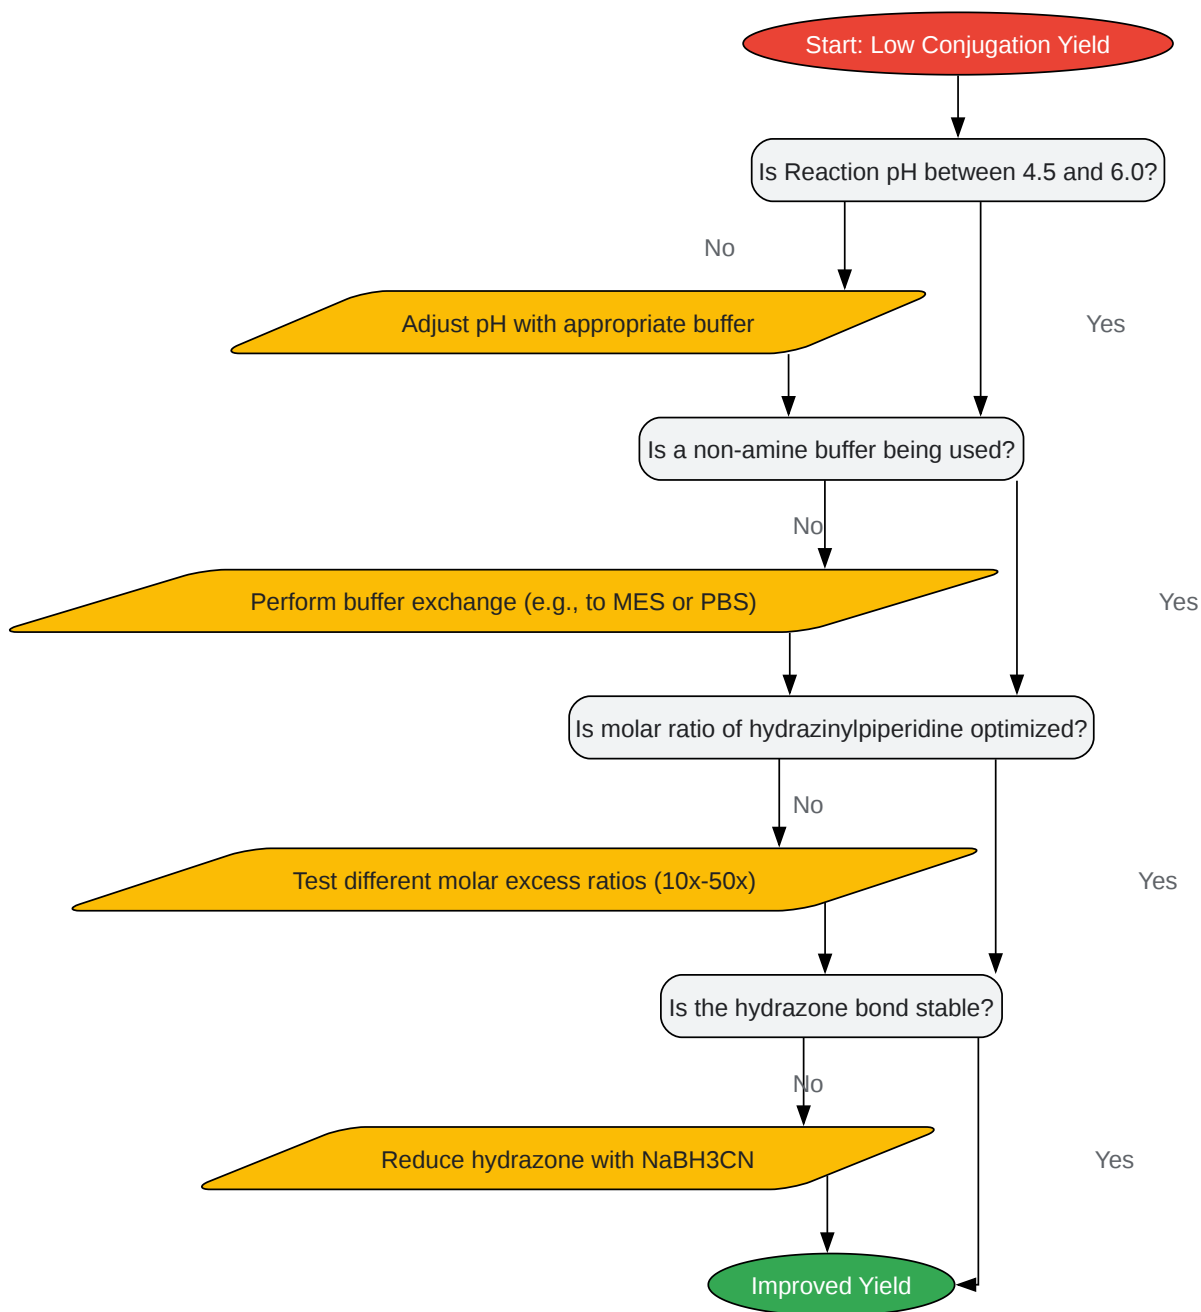 Start: Low Conjugation Yield
Is Reaction pH between 4.5 and 6.0?
No
Adjust pH with appropriate buffer
Yes
Is a non-amine buffer being used?
No
Perform buffer exchange (e.g., to MES or PBS)
Yes
Is molar ratio of hydrazinylpiperidine optimized?
No
Test different molar excess ratios (10x-50x)
Yes
Is the hydrazone bond stable?
No
Reduce hydrazone with NaBH3CN
Yes
Improved Yield